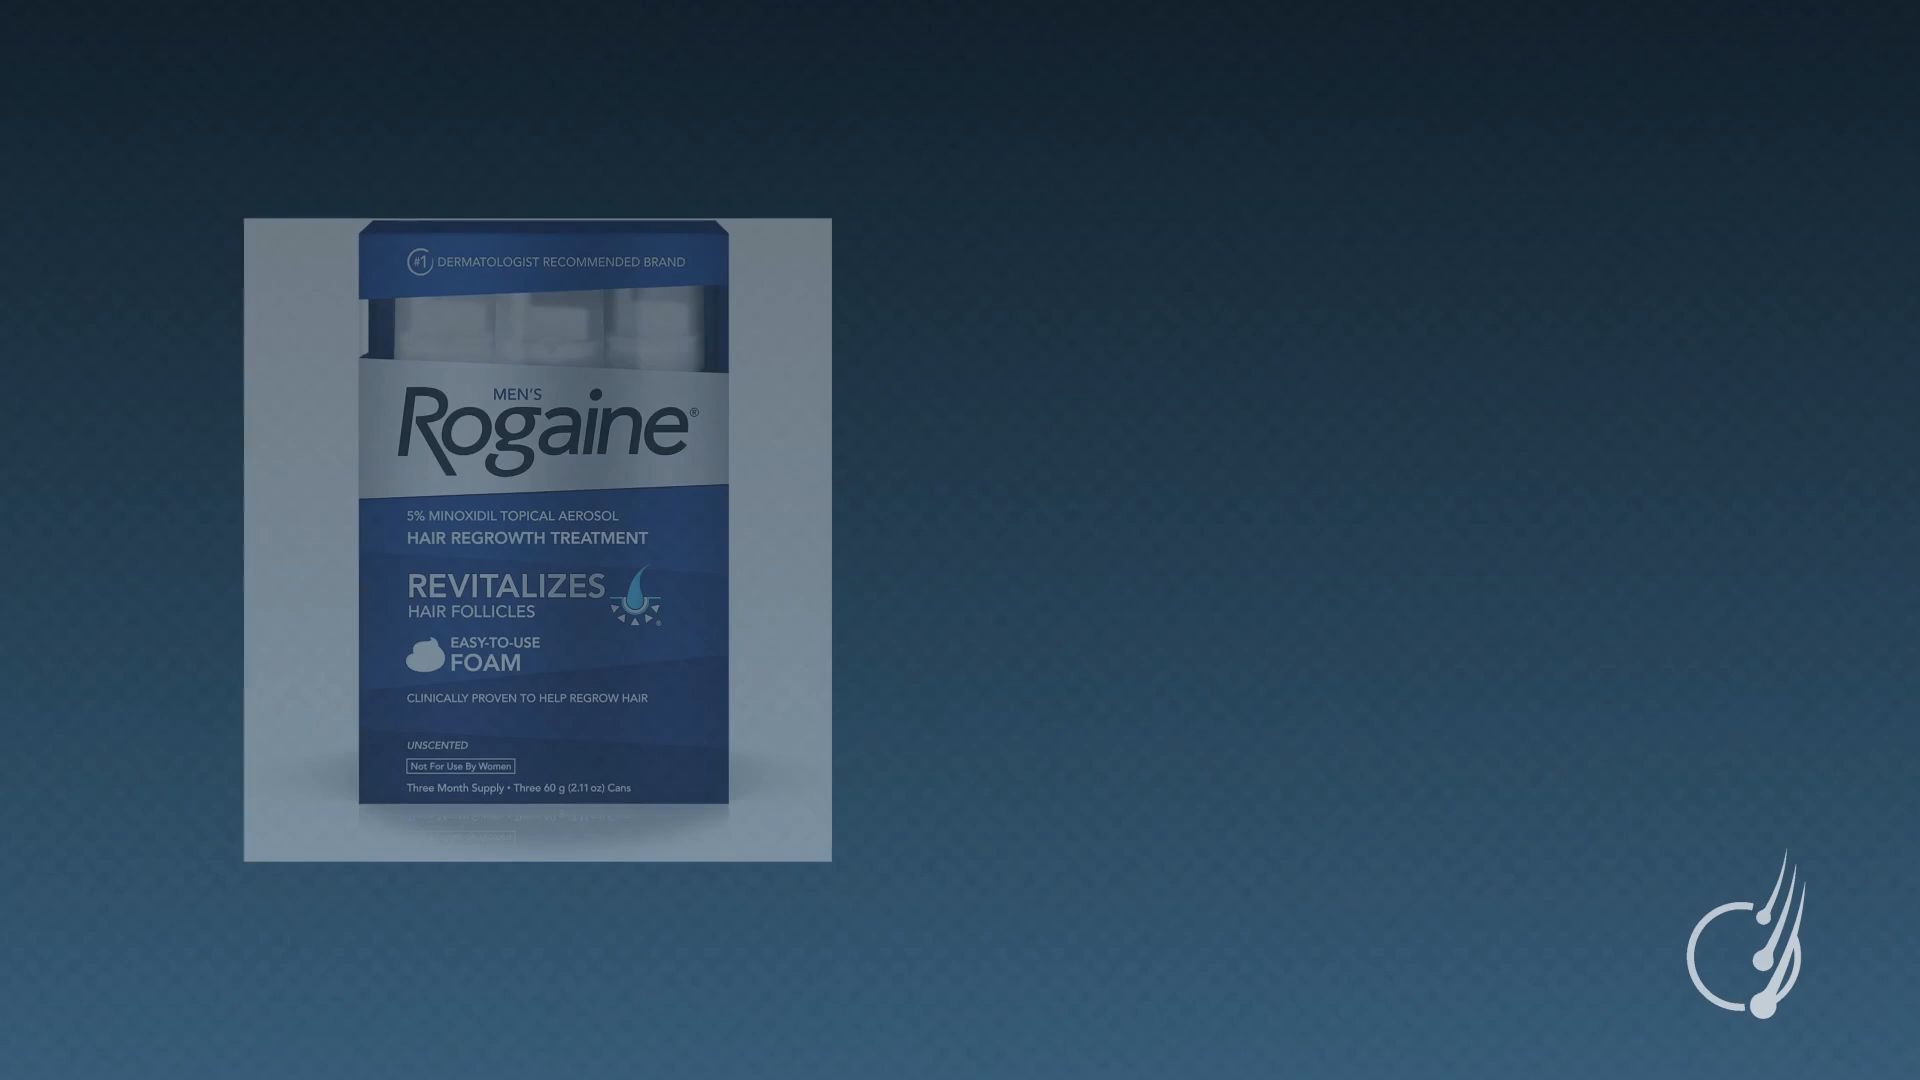 #1 DERMATOLOGIST RECOMMENDED BRAND
MEN'S
Rogaine®
5% MINOXIDIL TOPICAL AEROSOL
HAIR REGROWTH TREATMENT
REVITALIZES
HAIR FOLLICLES
®
EASY-TO-USE
FOAM
CLINICALLY PROVEN TO HELP REGROW HAIR
UNSCENTED
Not For Use By Women
Three Month Supply • Three 60 g (2.11 oz) Cans